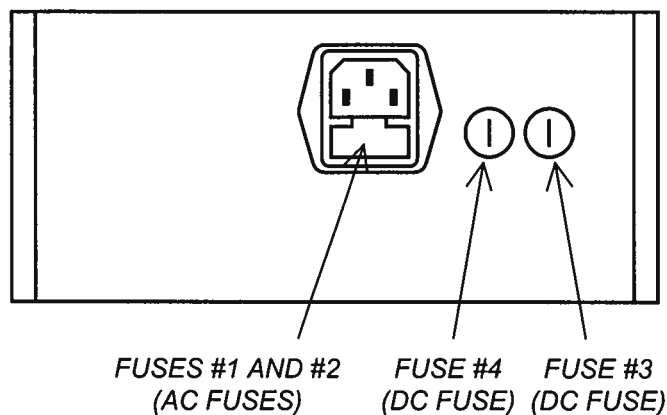 FUSES #1 AND #2
(AC FUSES)
FUSE #4
(DC FUSE)
FUSE #3
(DC FUSE)